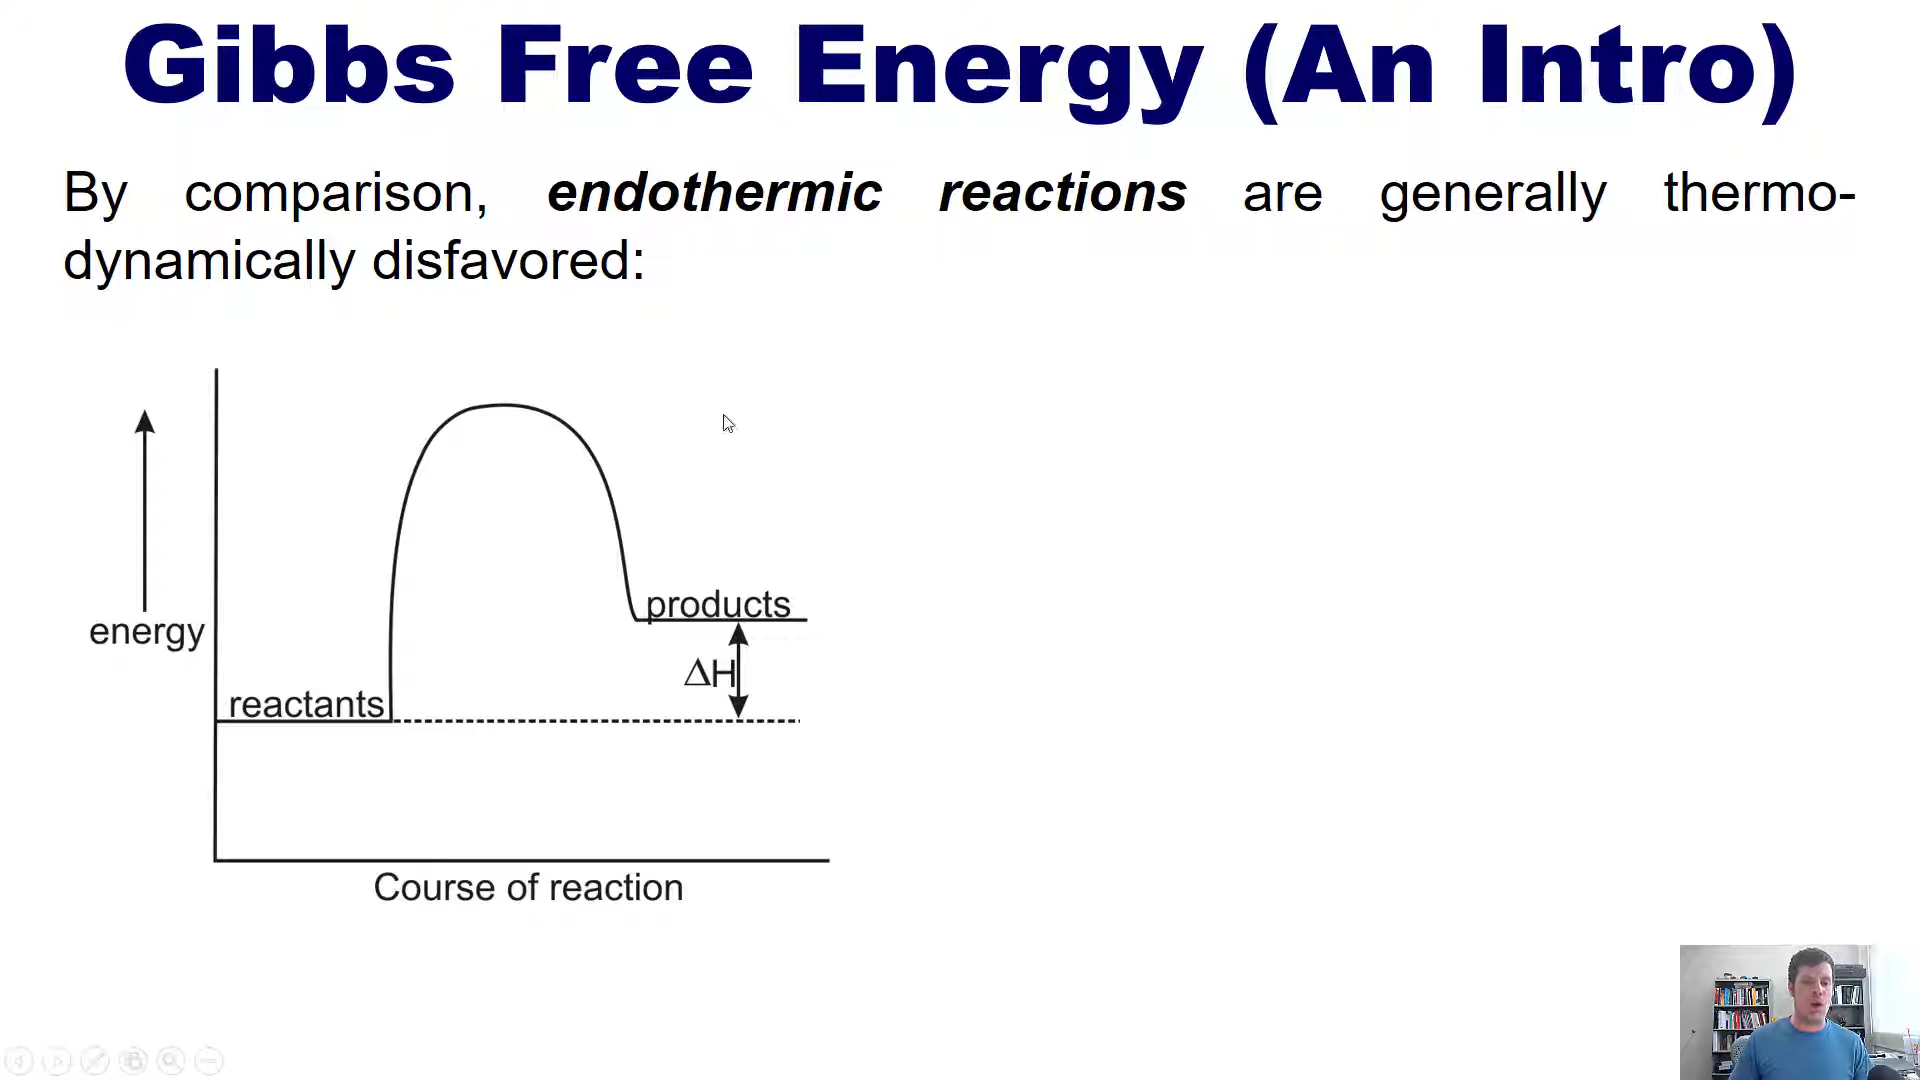 Gibbs Free Energy (An Intro)
By comparison, endothermic reactions are generally thermo-
dynamically disfavored:
energy
products
ΔH
reactants
Course of reaction